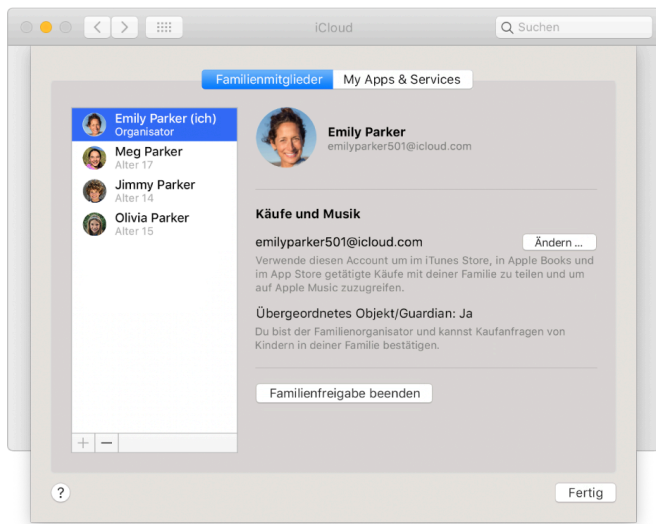 iCloud
Suchen
Familienmitglieder
My Apps & Services
Emily Parker (ich)
Organisator
Meg Parker
Alter 17
Jimmy Parker
Alter 14
Olivia Parker
Alter 15
Emily Parker
emilyparker501@icloud.com
Käufe und Musik
emilyparker501@icloud.com
Ändern ...
Verwende diesen Account um im iTunes Store, in Apple Books und
im App Store getätigte Käufe mit deiner Familie zu teilen und um
auf Apple Music zuzugreifen.
Übergeordnetes Objekt/Guardian: Ja
Du bist der Familienorganisator und kannst Kaufanfragen von
Kindern in deiner Familie bestätigen.
Familienfreigabe beenden
+ −
?
Fertig